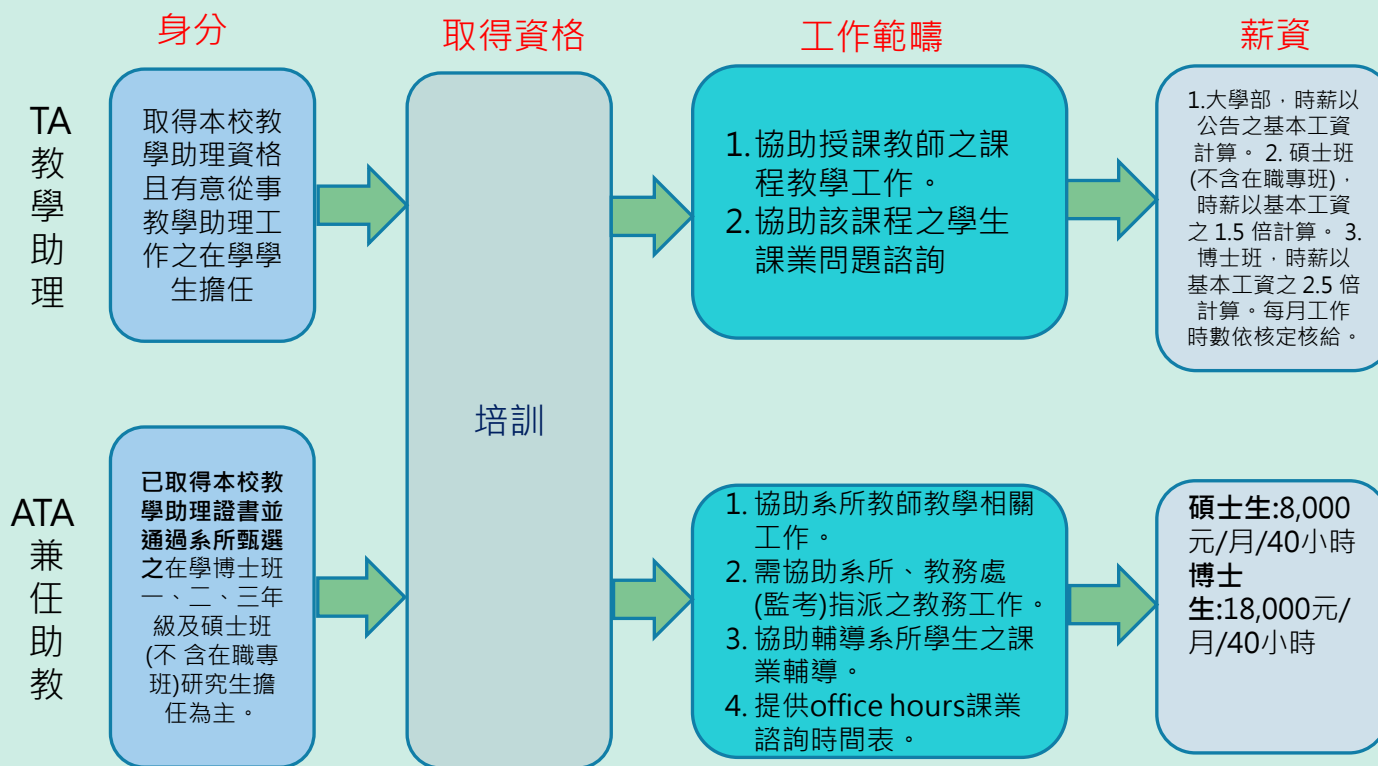 身分
取得資格
工作範疇
薪資
TA
教
學
助
理
取得本校教
學助理資格
且有意從事
教學助理工
作之在學學
生擔任
培訓
1. 協助授課教師之課
程教學工作。
2. 協助該課程之學生
課業問題諮詢
1.大學部，時薪以
公告之基本工資
計算。 2. 碩士班
(不含在職專班)，
時薪以基本工資
之 1.5 倍計算。 3.
博士班，時薪以
基本工資之 2.5 倍
計算。每月工作
時數依核定核給。
ATA
兼
任
助
教
已取得本校教
學助理證書並
通過系所甄選
之在學博士班
一、二、三年
級及碩士班
(不 含在職專
班)研究生擔
任為主。
1. 協助系所教師教學相關
工作。
2. 需協助系所、教務處
(監考)指派之教務工作。
3. 協助輔導系所學生之課
業輔導。
4. 提供office hours課業
諮詢時間表。
碩士生:8,000
元/月/40小時
博士
生:18,000元/
月/40小時